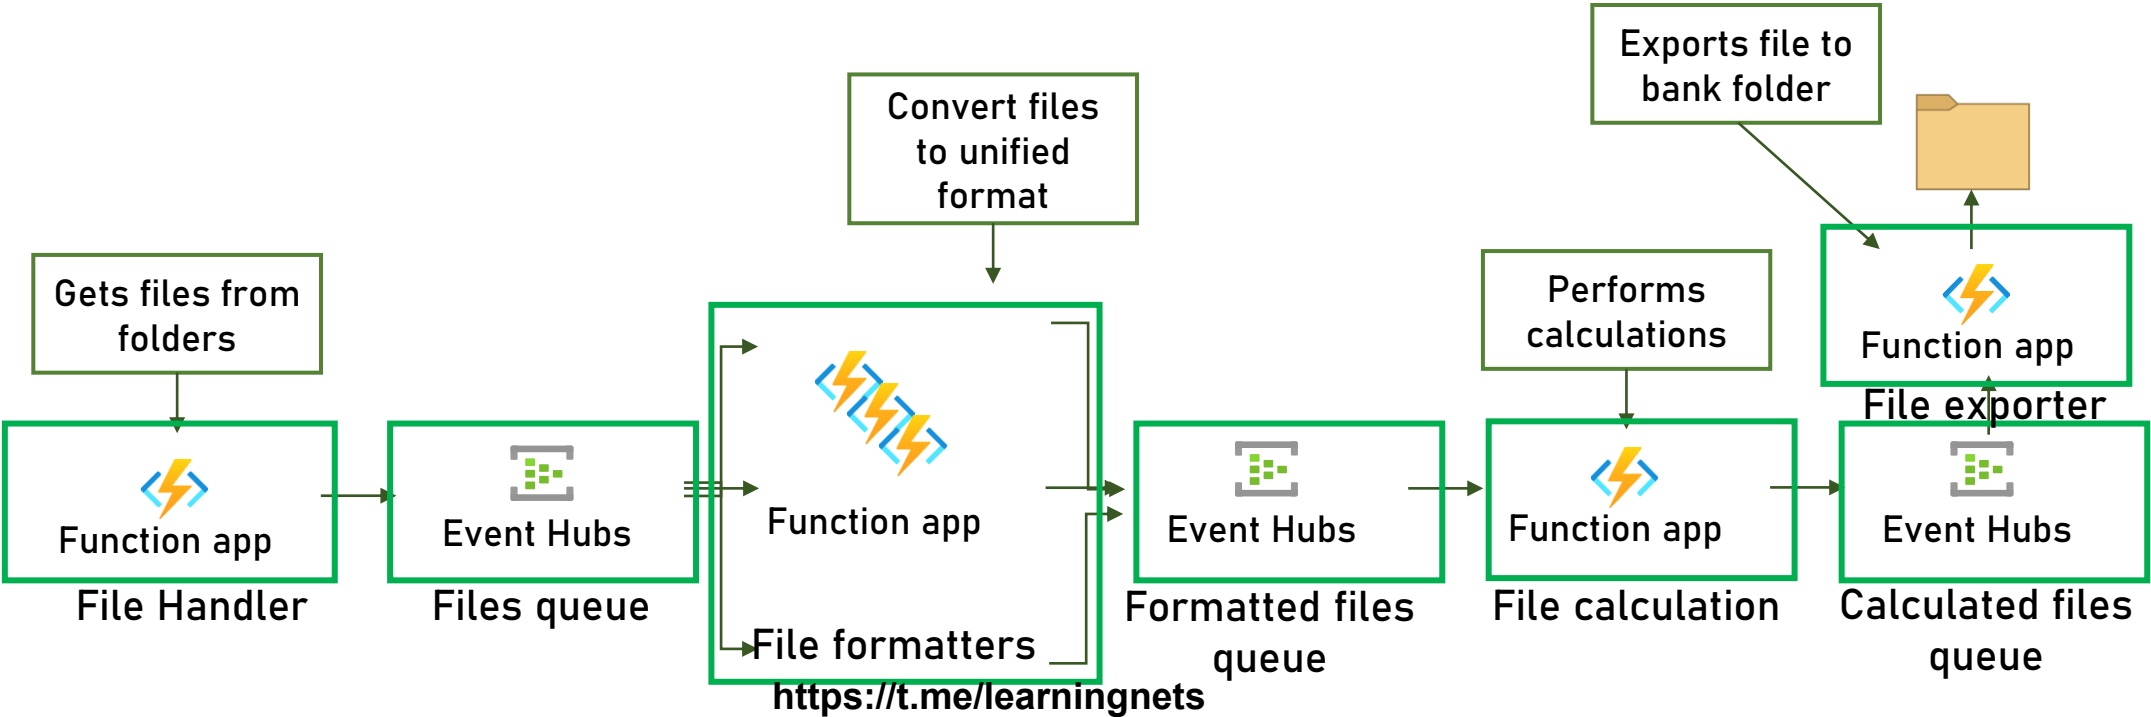 Exports file to
bank folder
Convert files
to unified
format
Gets files from
folders
Performs
calculations
Function app
File exporter
Function app
File Handler
Event Hubs
Files queue
Function app
File formatters
Event Hubs
Formatted files
queue
Function app
File calculation
Event Hubs
Calculated files
queue
https://t.me/learningnets